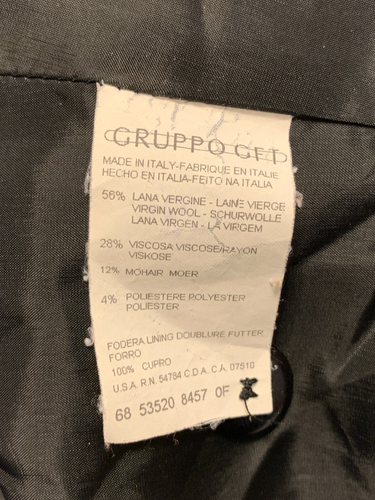 GRUPPO GFT
MADE IN ITALY-FABRIQUE EN ITALIE
HECHO EN ITALIA-FEITO NA ITALIA
56% LANA VERGINE - LAINE VIERGE
VIRGIN WOOL - SCHURWOLLE
LANA VIRGEN - LÃ VIRGEM
28% VISCOSA VISCOSE/RAYON
VISKOSE
12% MOHAIR MOER
4% POLIESTERE POLYESTER
POLIESTER
FODERA LINING DOUBLURE FUTTER
FORRO
100% CUPRO
U.S.A. R.N. 54784 C.D.A. C.A. 07510
68 53520 8457 OF